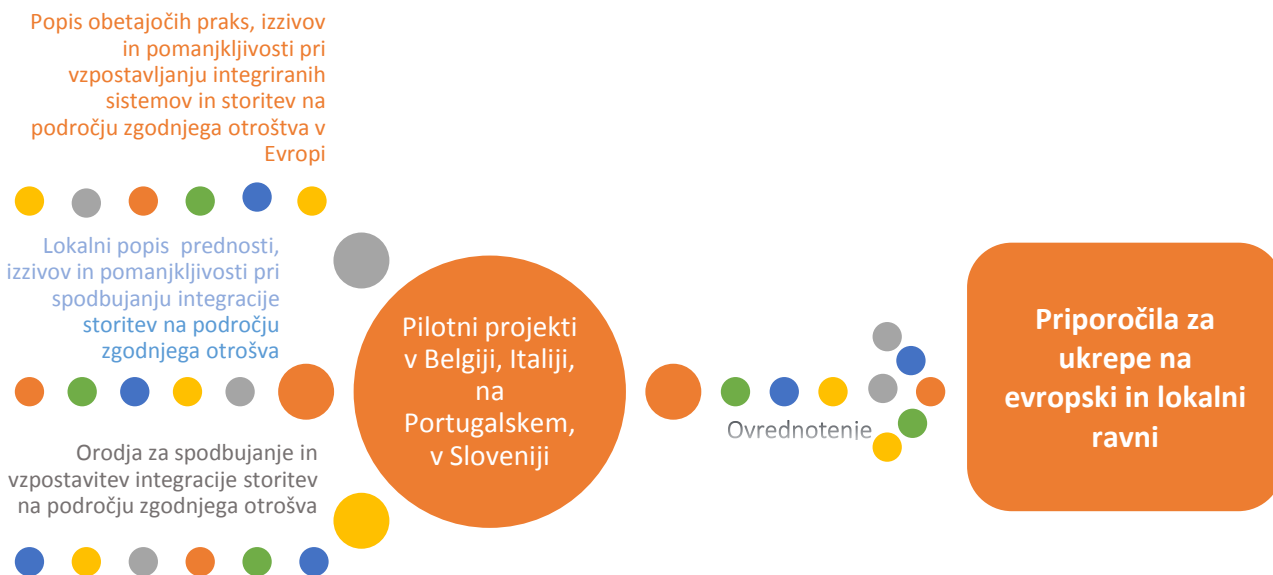 Popis obetajočih praks, izzivov
in pomanjkljivosti pri
vzpostavljanju integriranih
sistemov in storitev na
področju zgodnjega otroštva v
Evropi
Lokalni popis  prednosti,
izzivov in pomanjkljivosti pri
spodbujanju integracije
storitev na področju
zgodnjega otrošva
Orodja za spodbujanje in
vzpostavitev integracije storitev
na področju zgodnjega otrošva
Pilotni projekti
v Belgiji, Italiji,
na
Portugalskem,
v Sloveniji
Ovrednotenje
Priporočila za
ukrepe na
evropski in lokalni
ravni